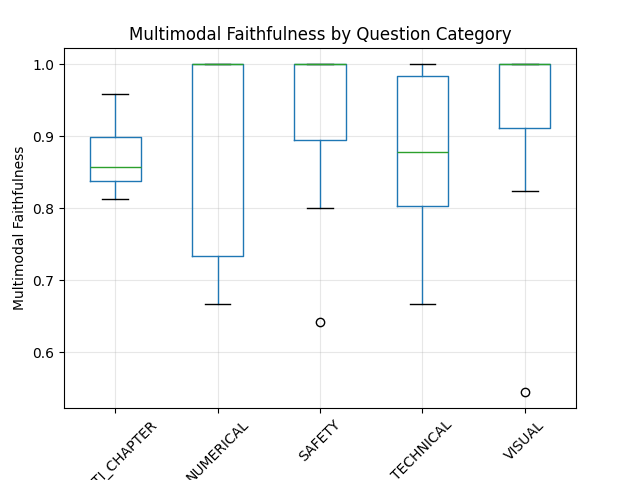 Multimodal Faithfulness by Question Category
Multimodal Faithfulness
1.0
0.9
0.8
0.7
0.6
TI_CHAPTER
NUMERICAL
SAFETY
TECHNICAL
VISUAL